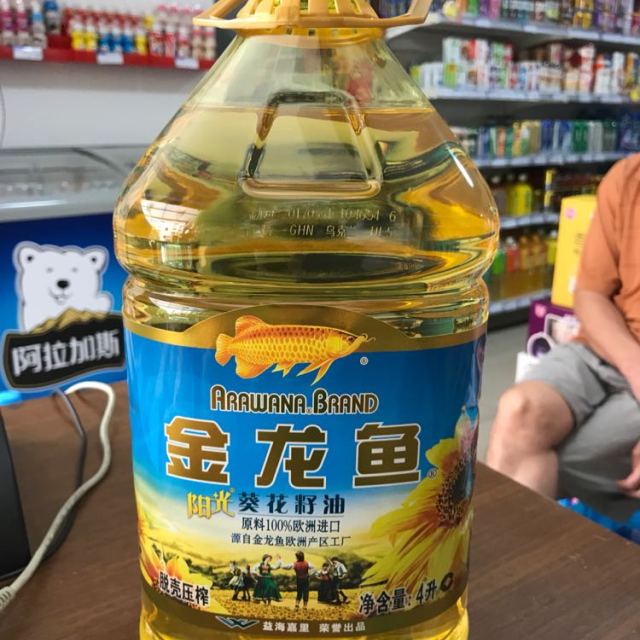 阿拉加斯
ARAWANA BRAND
金龙鱼
阳光 葵花籽油
原料100%欧洲进口
源自金龙鱼欧洲产区工厂
脱壳压榨
净含量: 4升
益海嘉里 荣誉出品